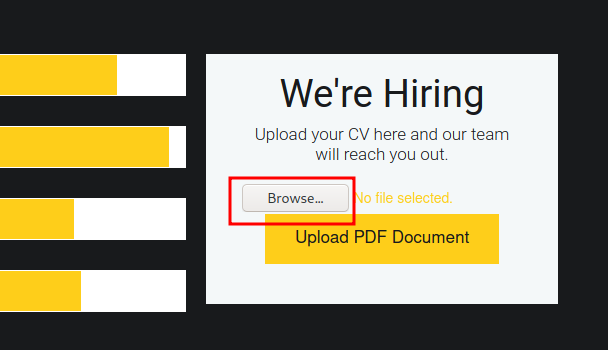 We're Hiring
Upload your CV here and our team
will reach you out.
Browse... No file selected.
Upload PDF Document